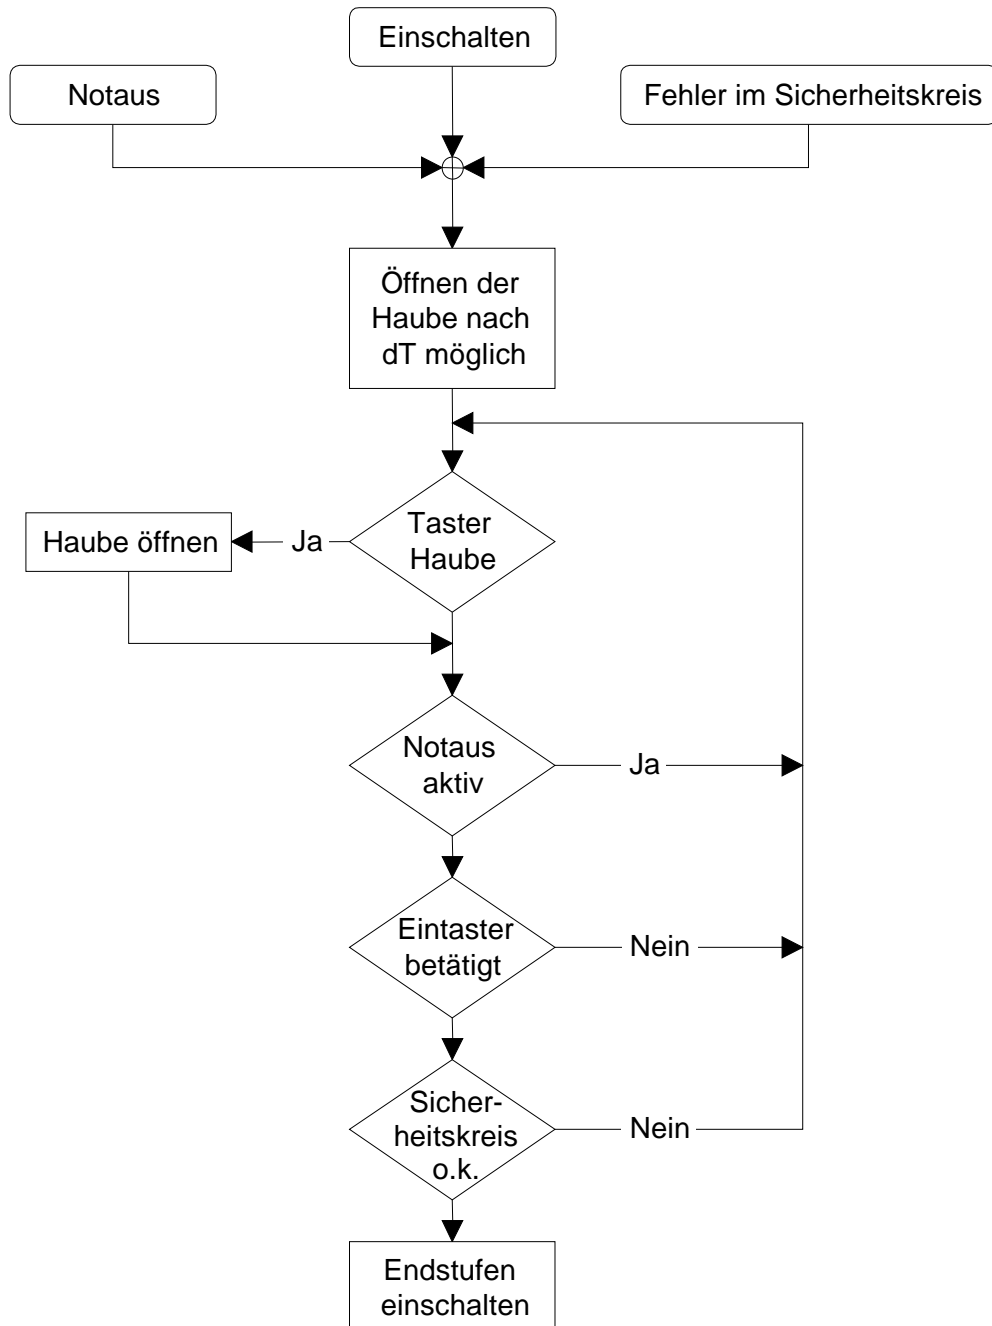 Einschalten
Notaus
Fehler im Sicherheitskreis
Öffnen der
Haube nach
dT möglich
Taster
Haube
Ja
Haube öffnen
Notaus
aktiv
Ja
Eintaster
betätigt
Nein
Sicher-
heitskreis
o.k.
Nein
Endstufen
einschalten